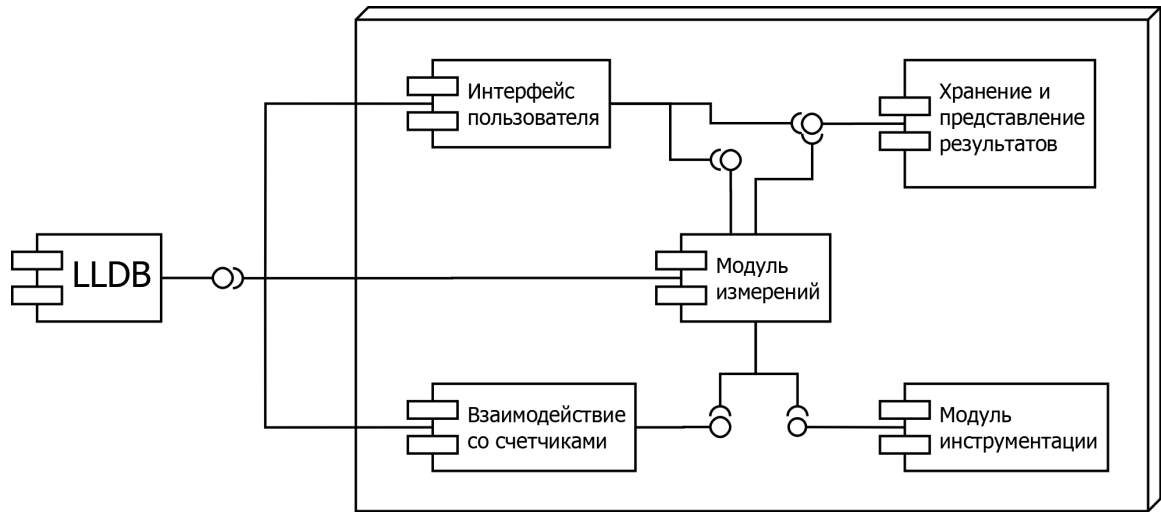 Интерфейс
пользователя
Хранение и
представление
результатов
LLDB
Модуль
измерений
Взаимодействие
со счетчиками
Модуль
инструментации